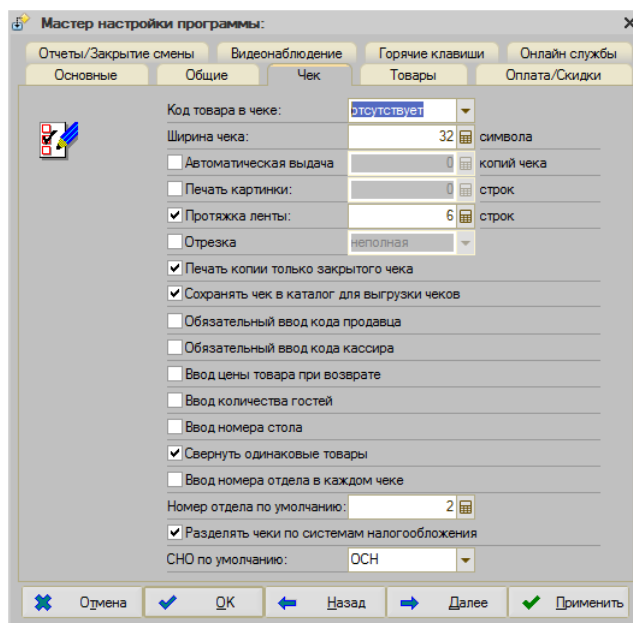 Мастер настройки программы:
Отчеты/Закрытие смены Видеонаблюдение Горячие клавиши Онлайн службы
Основные Общие Чек Товары Оплата/Скидки
Код товара в чеке: отсутствует
Ширина чека: 32 символа
Автоматическая выдача 0 копий чека
Печать картинки: 0 строк
Протяжка ленты: 6 строк
Отрезка неполная
Печать копии только закрытого чека
Сохранять чек в каталог для выгрузки чеков
Обязательный ввод кода продавца
Обязательный ввод кода кассира
Ввод цены товара при возврате
Ввод количества гостей
Ввод номера стола
Свернуть одинаковые товары
Ввод номера отдела в каждом чеке
Номер отдела по умолчанию: 2
Разделять чеки по системам налогообложения
СНО по умолчанию: ОСН
Отмена ОК Назад Далее Применить